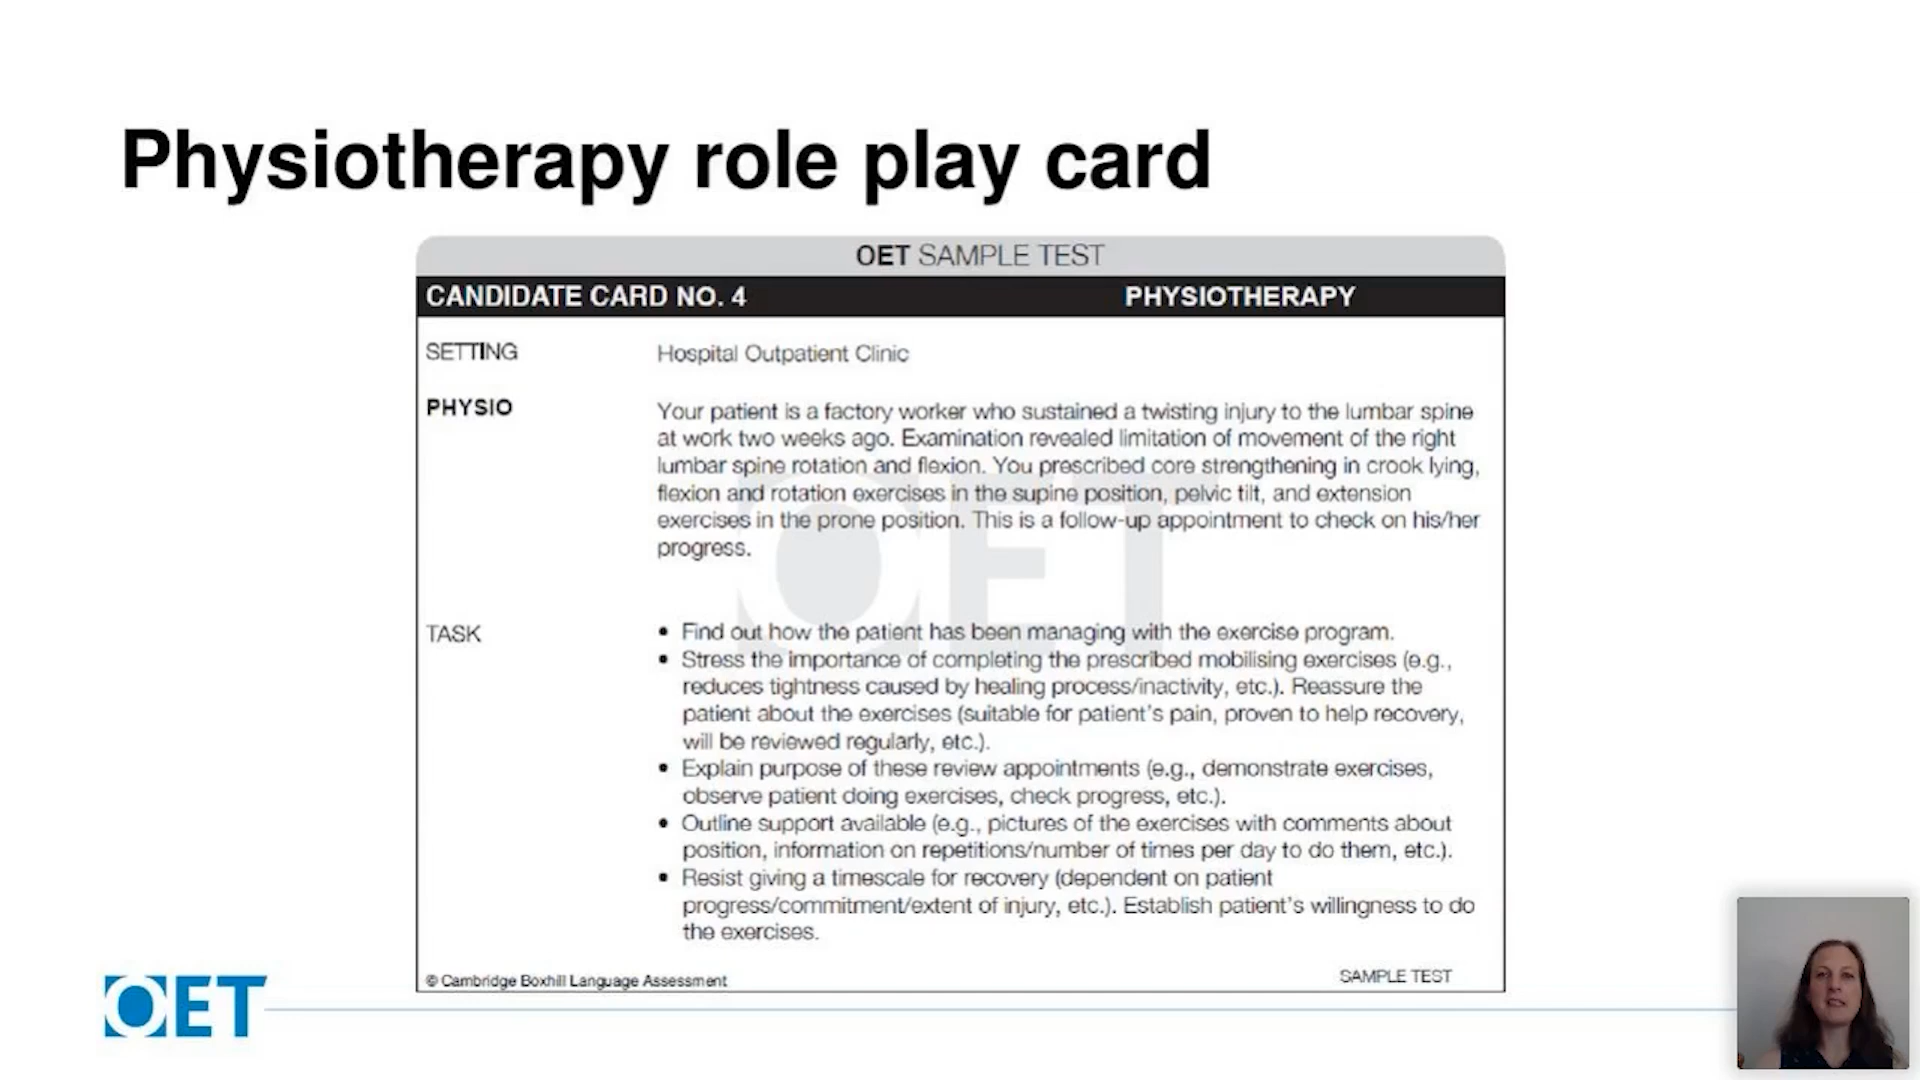 Physiotherapy role play card
OET SAMPLE TEST
CANDIDATE CARD NO. 4 PHYSIOTHERAPY
SETTING Hospital Outpatient Clinic
PHYSIO Your patient is a factory worker who sustained a twisting injury to the lumbar spine
at work two weeks ago. Examination revealed limitation of movement of the right
lumbar spine rotation and flexion. You prescribed core strengthening in crook lying,
flexion and rotation exercises in the supine position, pelvic tilt, and extension
exercises in the prone position. This is a follow-up appointment to check on his/her
progress.
OET
TASK • Find out how the patient has been managing with the exercise program.
• Stress the importance of completing the prescribed mobilising exercises (e.g.,
reduces tightness caused by healing process/inactivity, etc.). Reassure the
patient about the exercises (suitable for patient's pain, proven to help recovery,
will be reviewed regularly, etc.).
• Explain purpose of these review appointments (e.g., demonstrate exercises,
observe patient doing exercises, check progress, etc.).
• Outline support available (e.g., pictures of the exercises with comments about
position, information on repetitions/number of times per day to do them, etc.).
• Resist giving a timescale for recovery (dependent on patient
progress/commitment/extent of injury, etc.). Establish patient's willingness to do
the exercises.
© Cambridge Boxhill Language Assessment SAMPLE TEST
OET